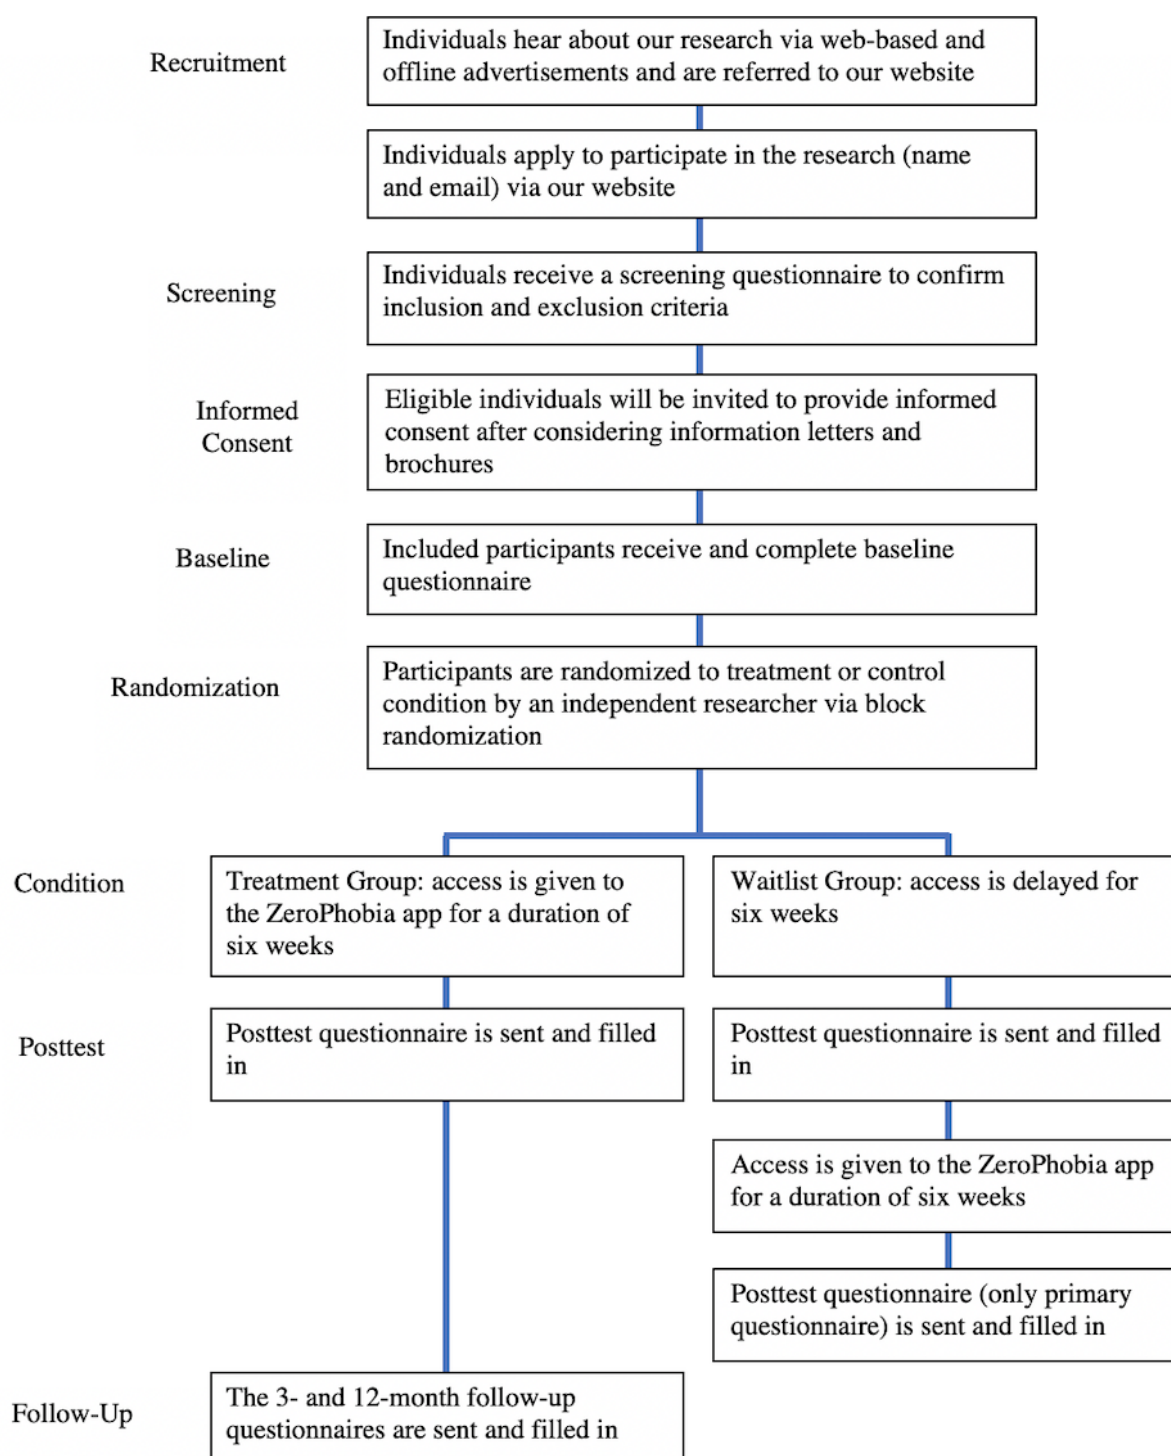 Recruitment
Individuals hear about our research via web-based and
offline advertisements and are referred to our website
Individuals apply to participate in the research (name
and email) via our website
Screening
Individuals receive a screening questionnaire to confirm
inclusion and exclusion criteria
Informed
Consent
Eligible individuals will be invited to provide informed
consent after considering information letters and
brochures
Baseline
Included participants receive and complete baseline
questionnaire
Randomization
Participants are randomized to treatment or control
condition by an independent researcher via block
randomization
Condition
Treatment Group: access is given to
the ZeroPhobia app for a duration of
six weeks
Waitlist Group: access is delayed for
six weeks
Posttest
Posttest questionnaire is sent and filled
in
Posttest questionnaire is sent and filled
in
Access is given to the ZeroPhobia app
for a duration of six weeks
Posttest questionnaire (only primary
questionnaire) is sent and filled in
Follow-Up
The 3- and 12-month follow-up
questionnaires are sent and filled in